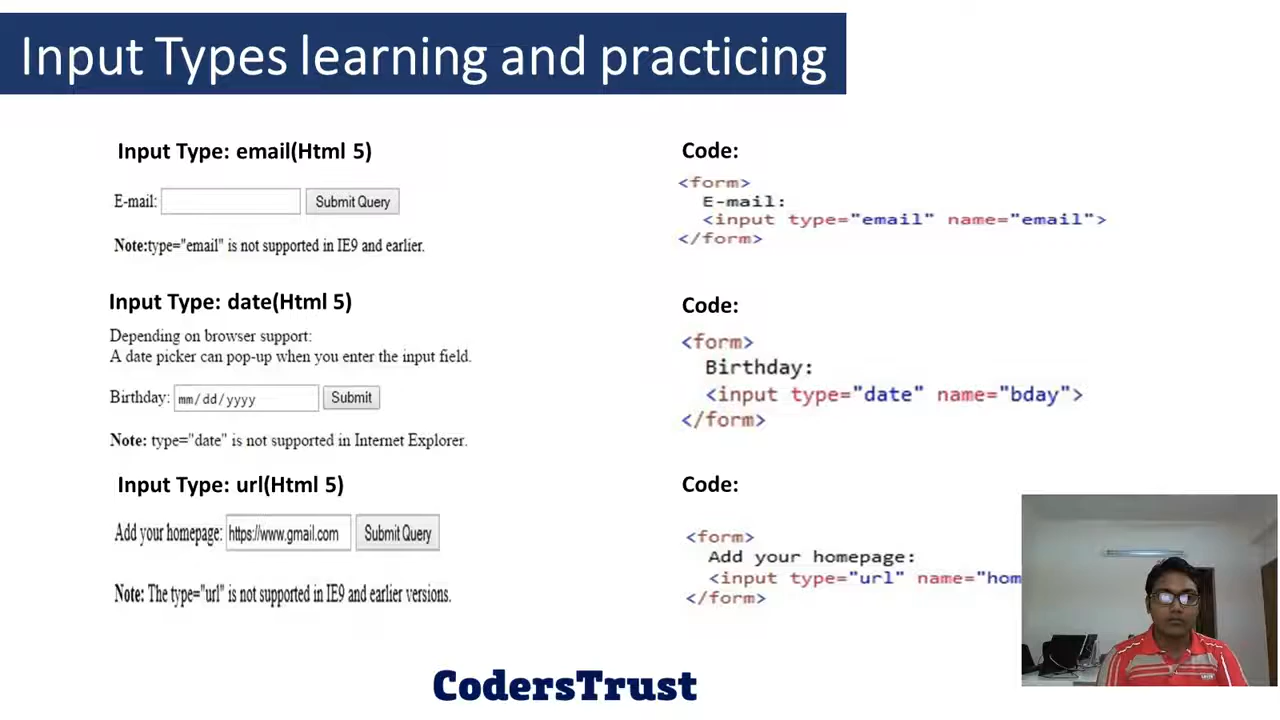 Input Types learning and practicing
Input Type: email(Html 5)
E-mail: Submit Query
Note:type="email" is not supported in IE9 and earlier.
Code:
<form>
E-mail:
<input type="email" name="email">
</form>
Input Type: date(Html 5)
Depending on browser support:
A date picker can pop-up when you enter the input field.
Birthday: mm/dd/yyyy Submit
Note: type="date" is not supported in Internet Explorer.
Code:
<form>
Birthday:
<input type="date" name="bday">
</form>
Input Type: url(Html 5)
Add your homepage: https://www.gmail.com Submit Query
Note: The type="url" is not supported in IE9 and earlier versions.
Code:
<form>
Add your homepage:
<input type="url" name="hom
</form>
CodersTrust